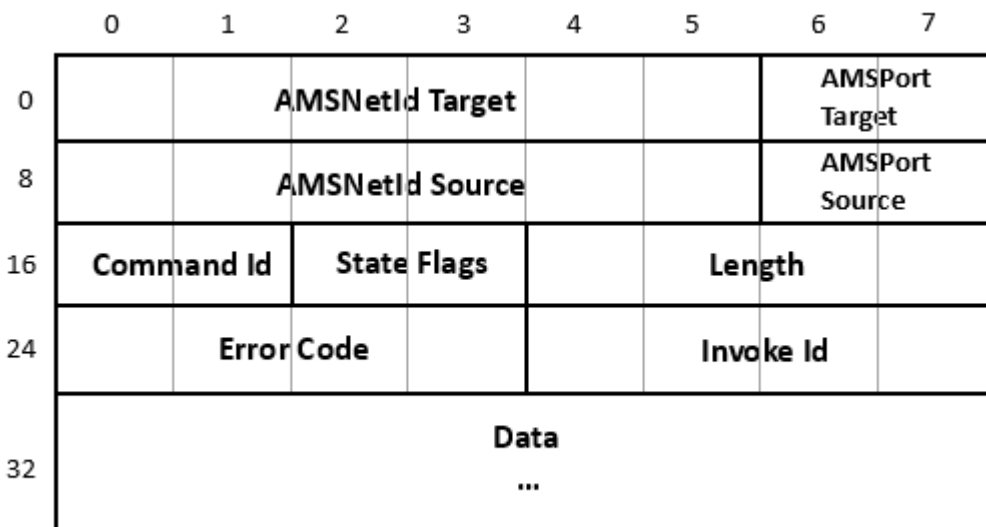 0 1 2 3 4 5 6 7
0 AMSNetId Target AMSPort
Target
8 AMSNetId Source AMSPort
Source
16 Command Id State Flags Length
24 Error Code Invoke Id
Data
32
...